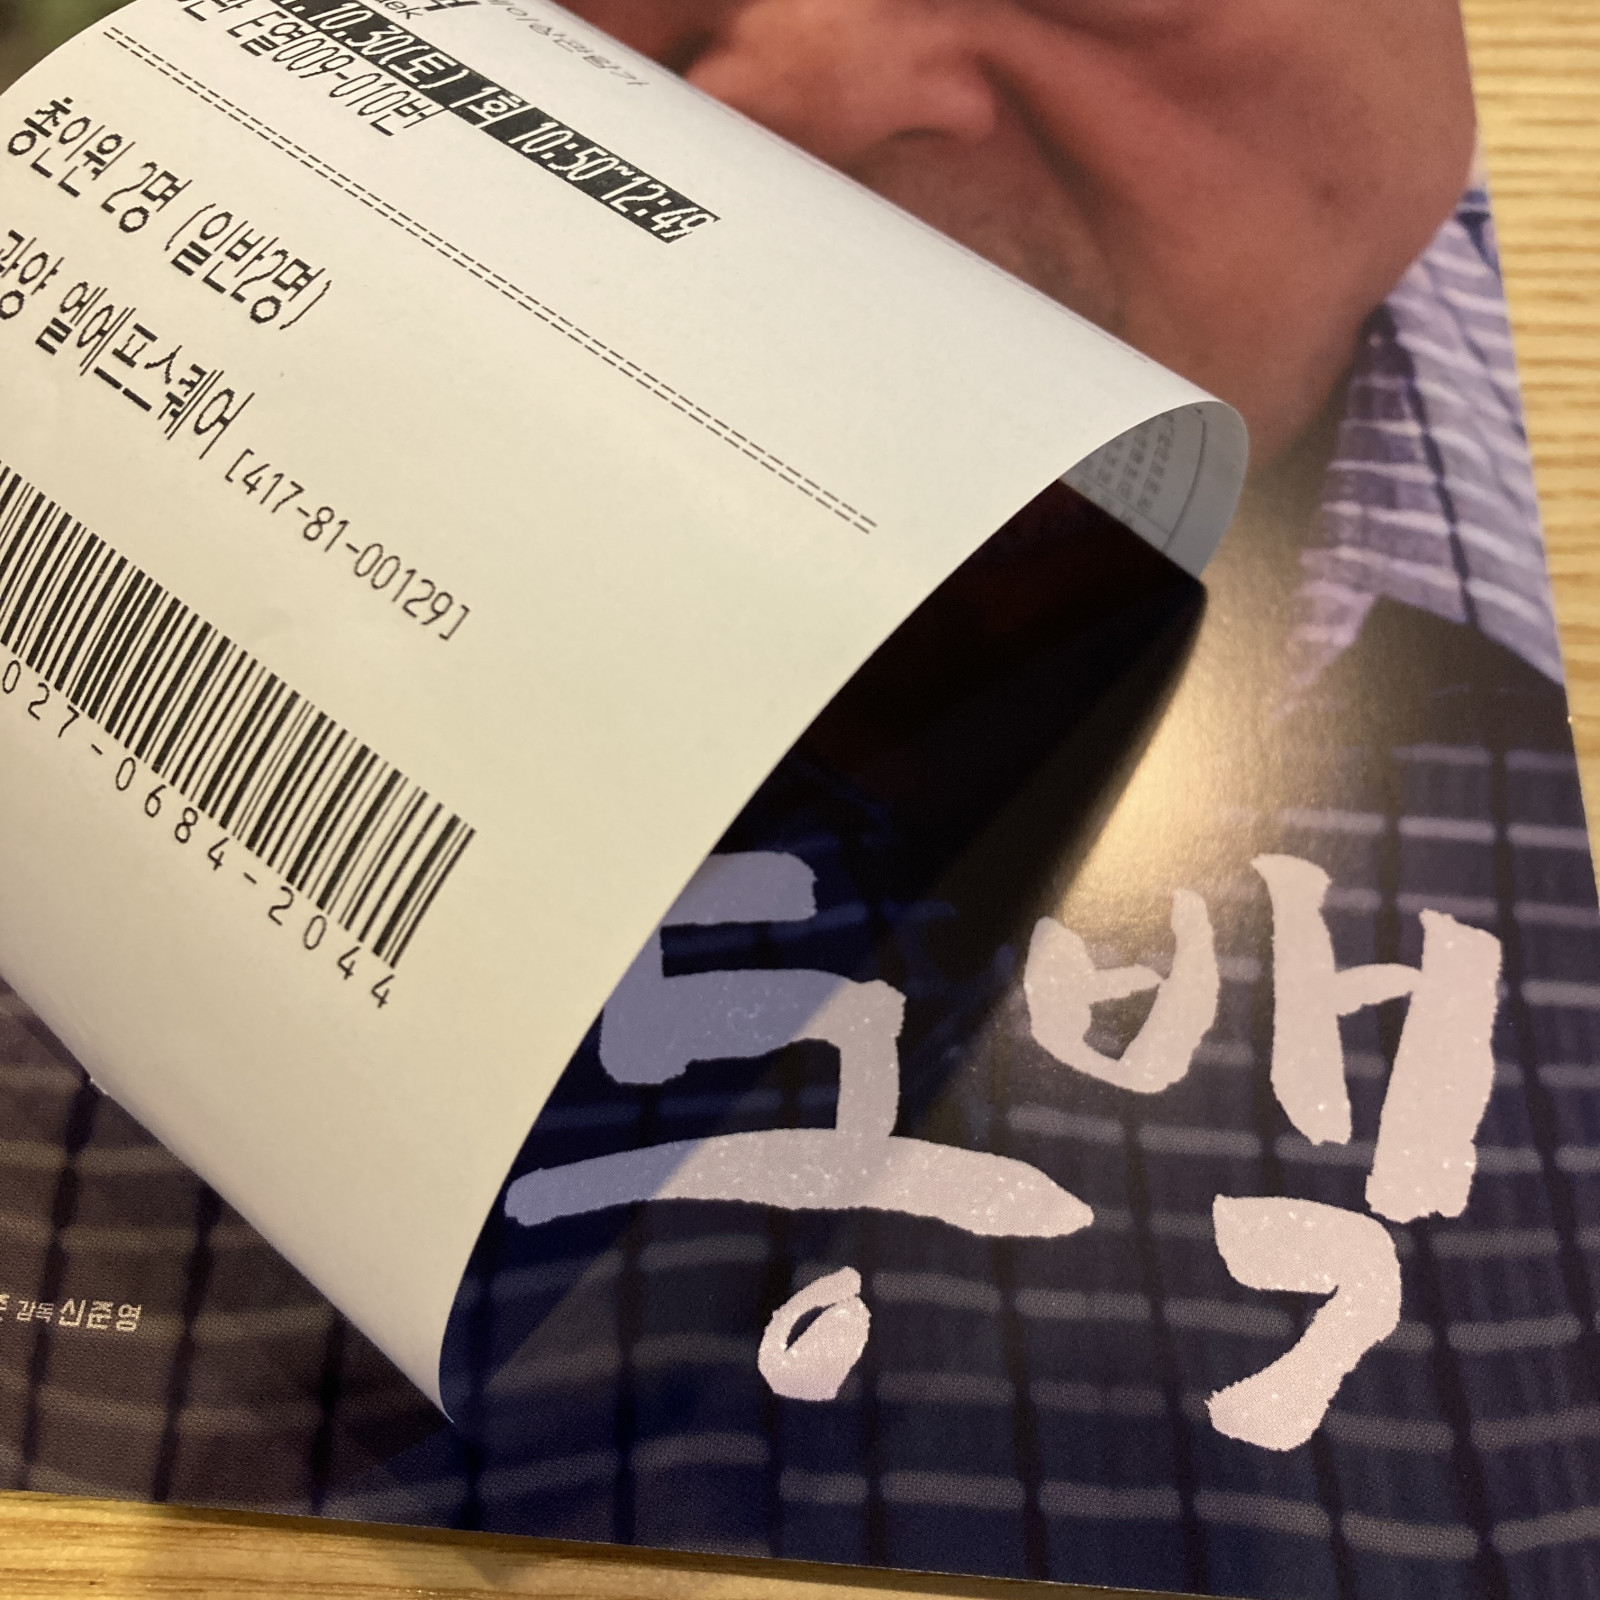 10.30(토) 1회 10:50~12:49
E열009-010번
총인원 2명 (일반2명)
광양 엘에프스퀘어 [417-81-00129]
027-0684-2044
동백
감독 신준영